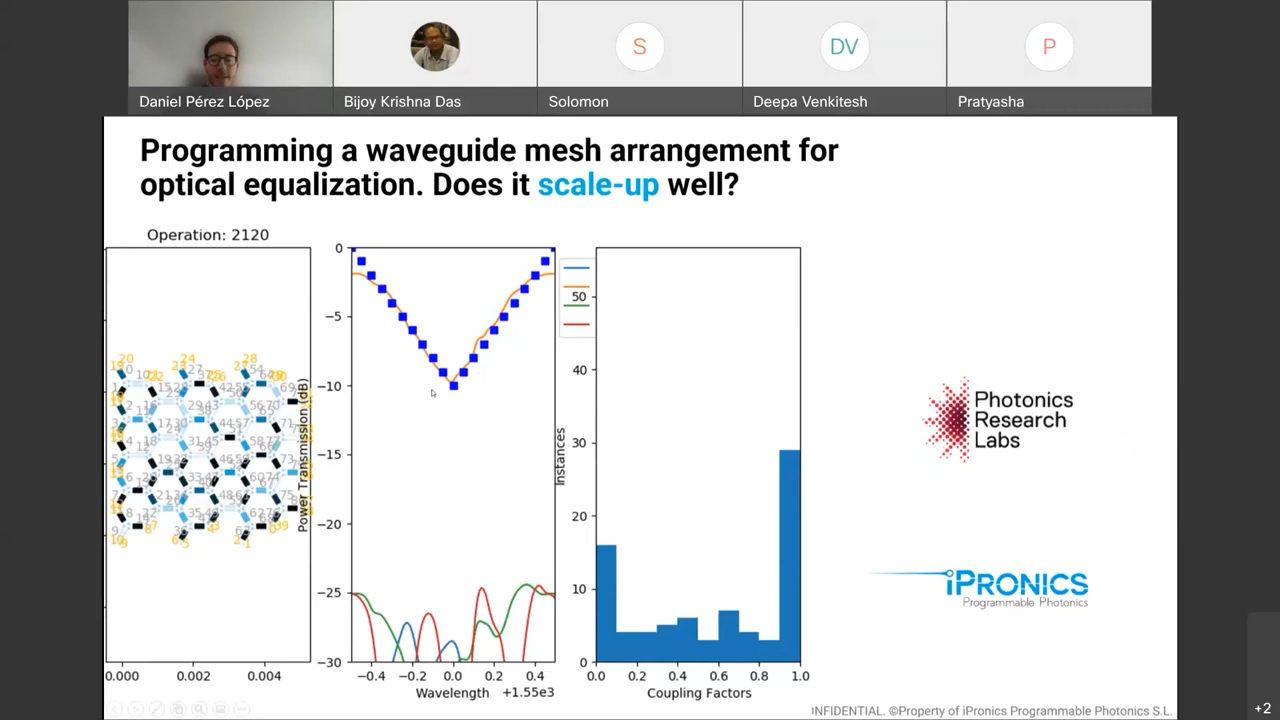 S
DV
P
Daniel Pérez López
Bijoy Krishna Das
Solomon
Deepa Venkitesh
Pratyasha
Programming a waveguide mesh arrangement for
optical equalization. Does it scale-up well?
Operation: 2120
0
−5
−10
−15
−20
−25
−30
Power Transmission (dB)
50
40
30
20
10
0
Instances
0.000
0.002
0.004
−0.4
−0.2
0.0
0.2
0.4
Wavelength
+1.55e3
0.0
0.2
0.4
0.6
0.8
1.0
Coupling Factors
Photonics
Research
Labs
iPRONICS
Programmable Photonics
INFIDENTIAL. ©Property of iPronics Programmable Photonics S.L.
+2